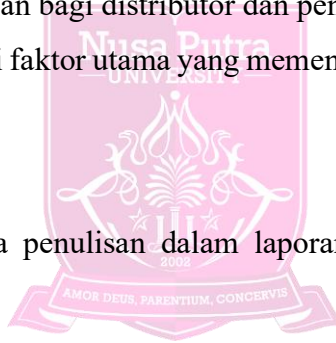 an bagi distributor dan per
Nusa Putra
UNIVERSITY
i faktor utama yang memen
a penulisan dalam laporan
2002
AMOR DEUS, PARENTIUM, CONCERVIS